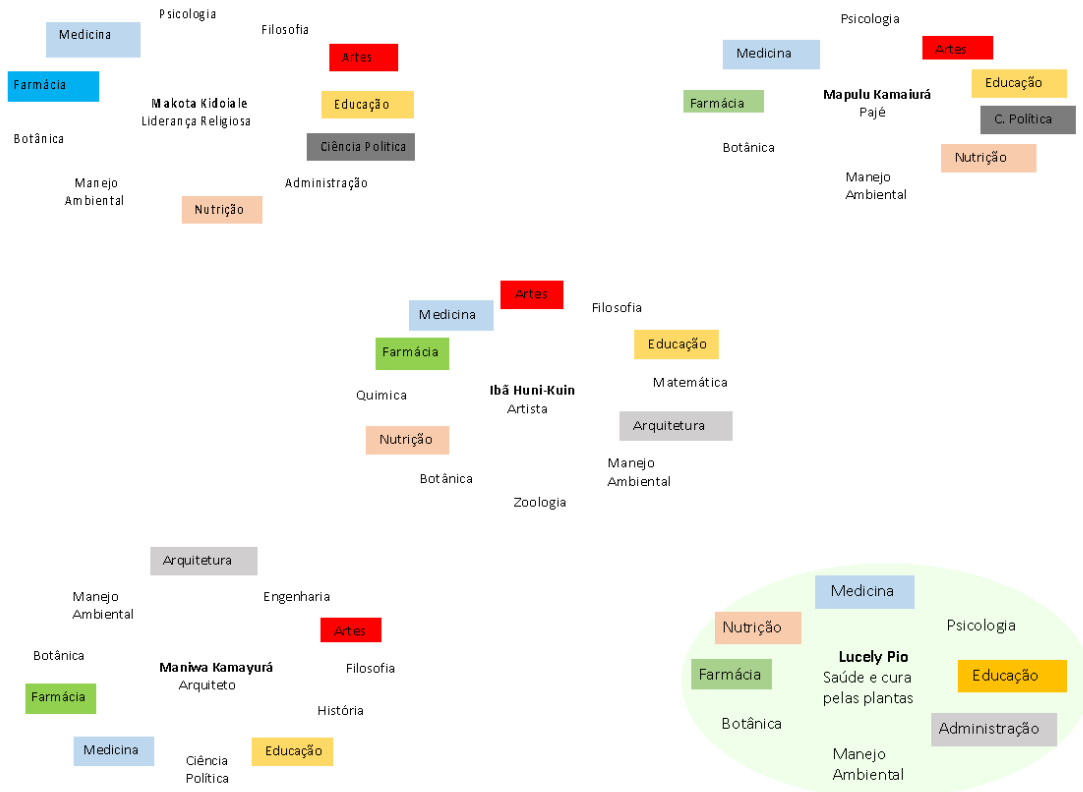 Psicologia
Filosofia
Medicina
Artes
Farmácia
Makota Kidoiale
Liderança Religiosa
Educação
Botânica
Ciência Politica
Manejo
Ambiental
Administração
Nutrição
Psicologia
Medicina
Artes
Farmácia
Mapulu Kamaiurá
Pajé
Educação
C. Política
Botânica
Nutrição
Manejo
Ambiental
Artes
Filosofia
Medicina
Farmácia
Educação
Quimica
Ibã Huni-Kuin
Artista
Matemática
Nutrição
Arquitetura
Botânica
Manejo
Ambiental
Zoologia
Arquitetura
Manejo
Ambiental
Engenharia
Artes
Botânica
Maniwa Kamayurá
Arquiteto
Filosofia
Farmácia
História
Medicina
Ciência
Política
Educação
Medicina
Nutrição
Psicologia
Farmácia
Lucely Pio
Saúde e cura
pelas plantas
Educação
Botânica
Administração
Manejo
Ambiental